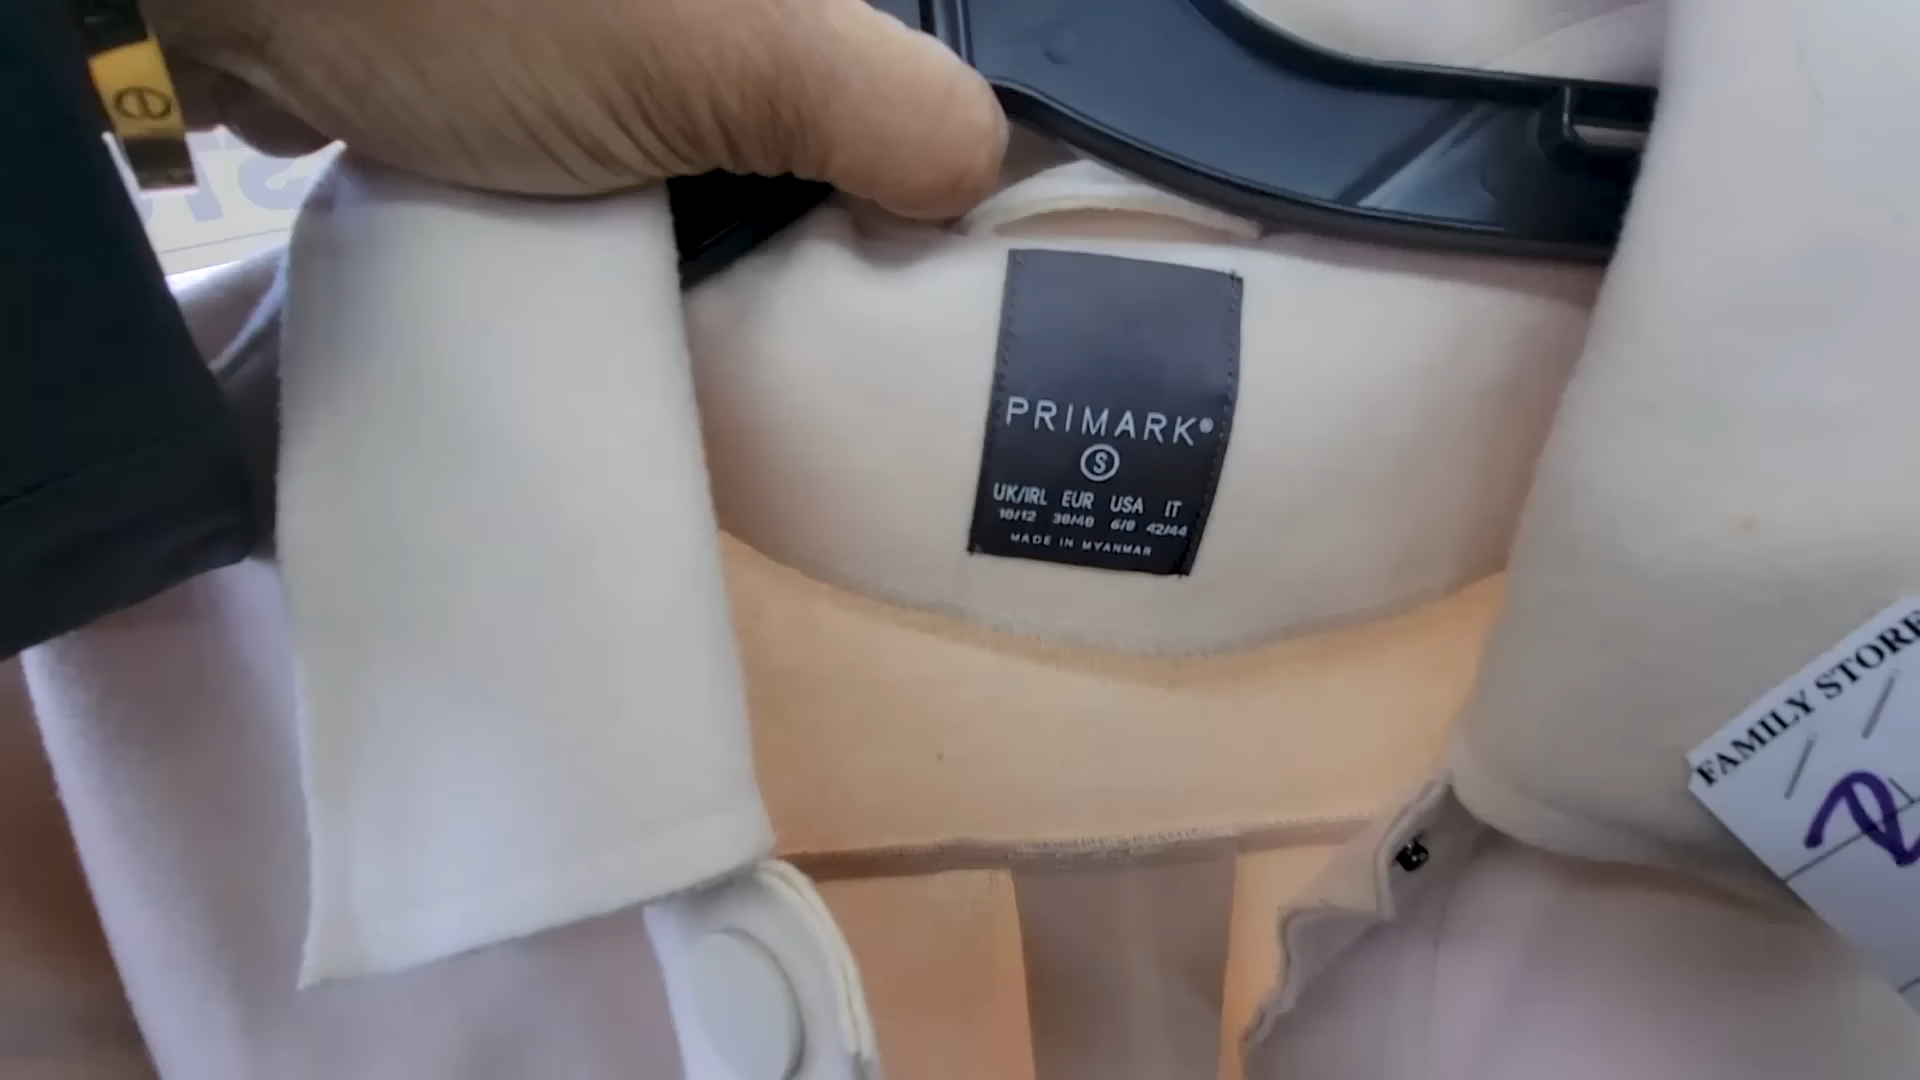 PRIMARK®
S
UK/IRL EUR USA IT
10/12 38/40 6/8 42/44
MADE IN MYANMAR
FAMILY STORE